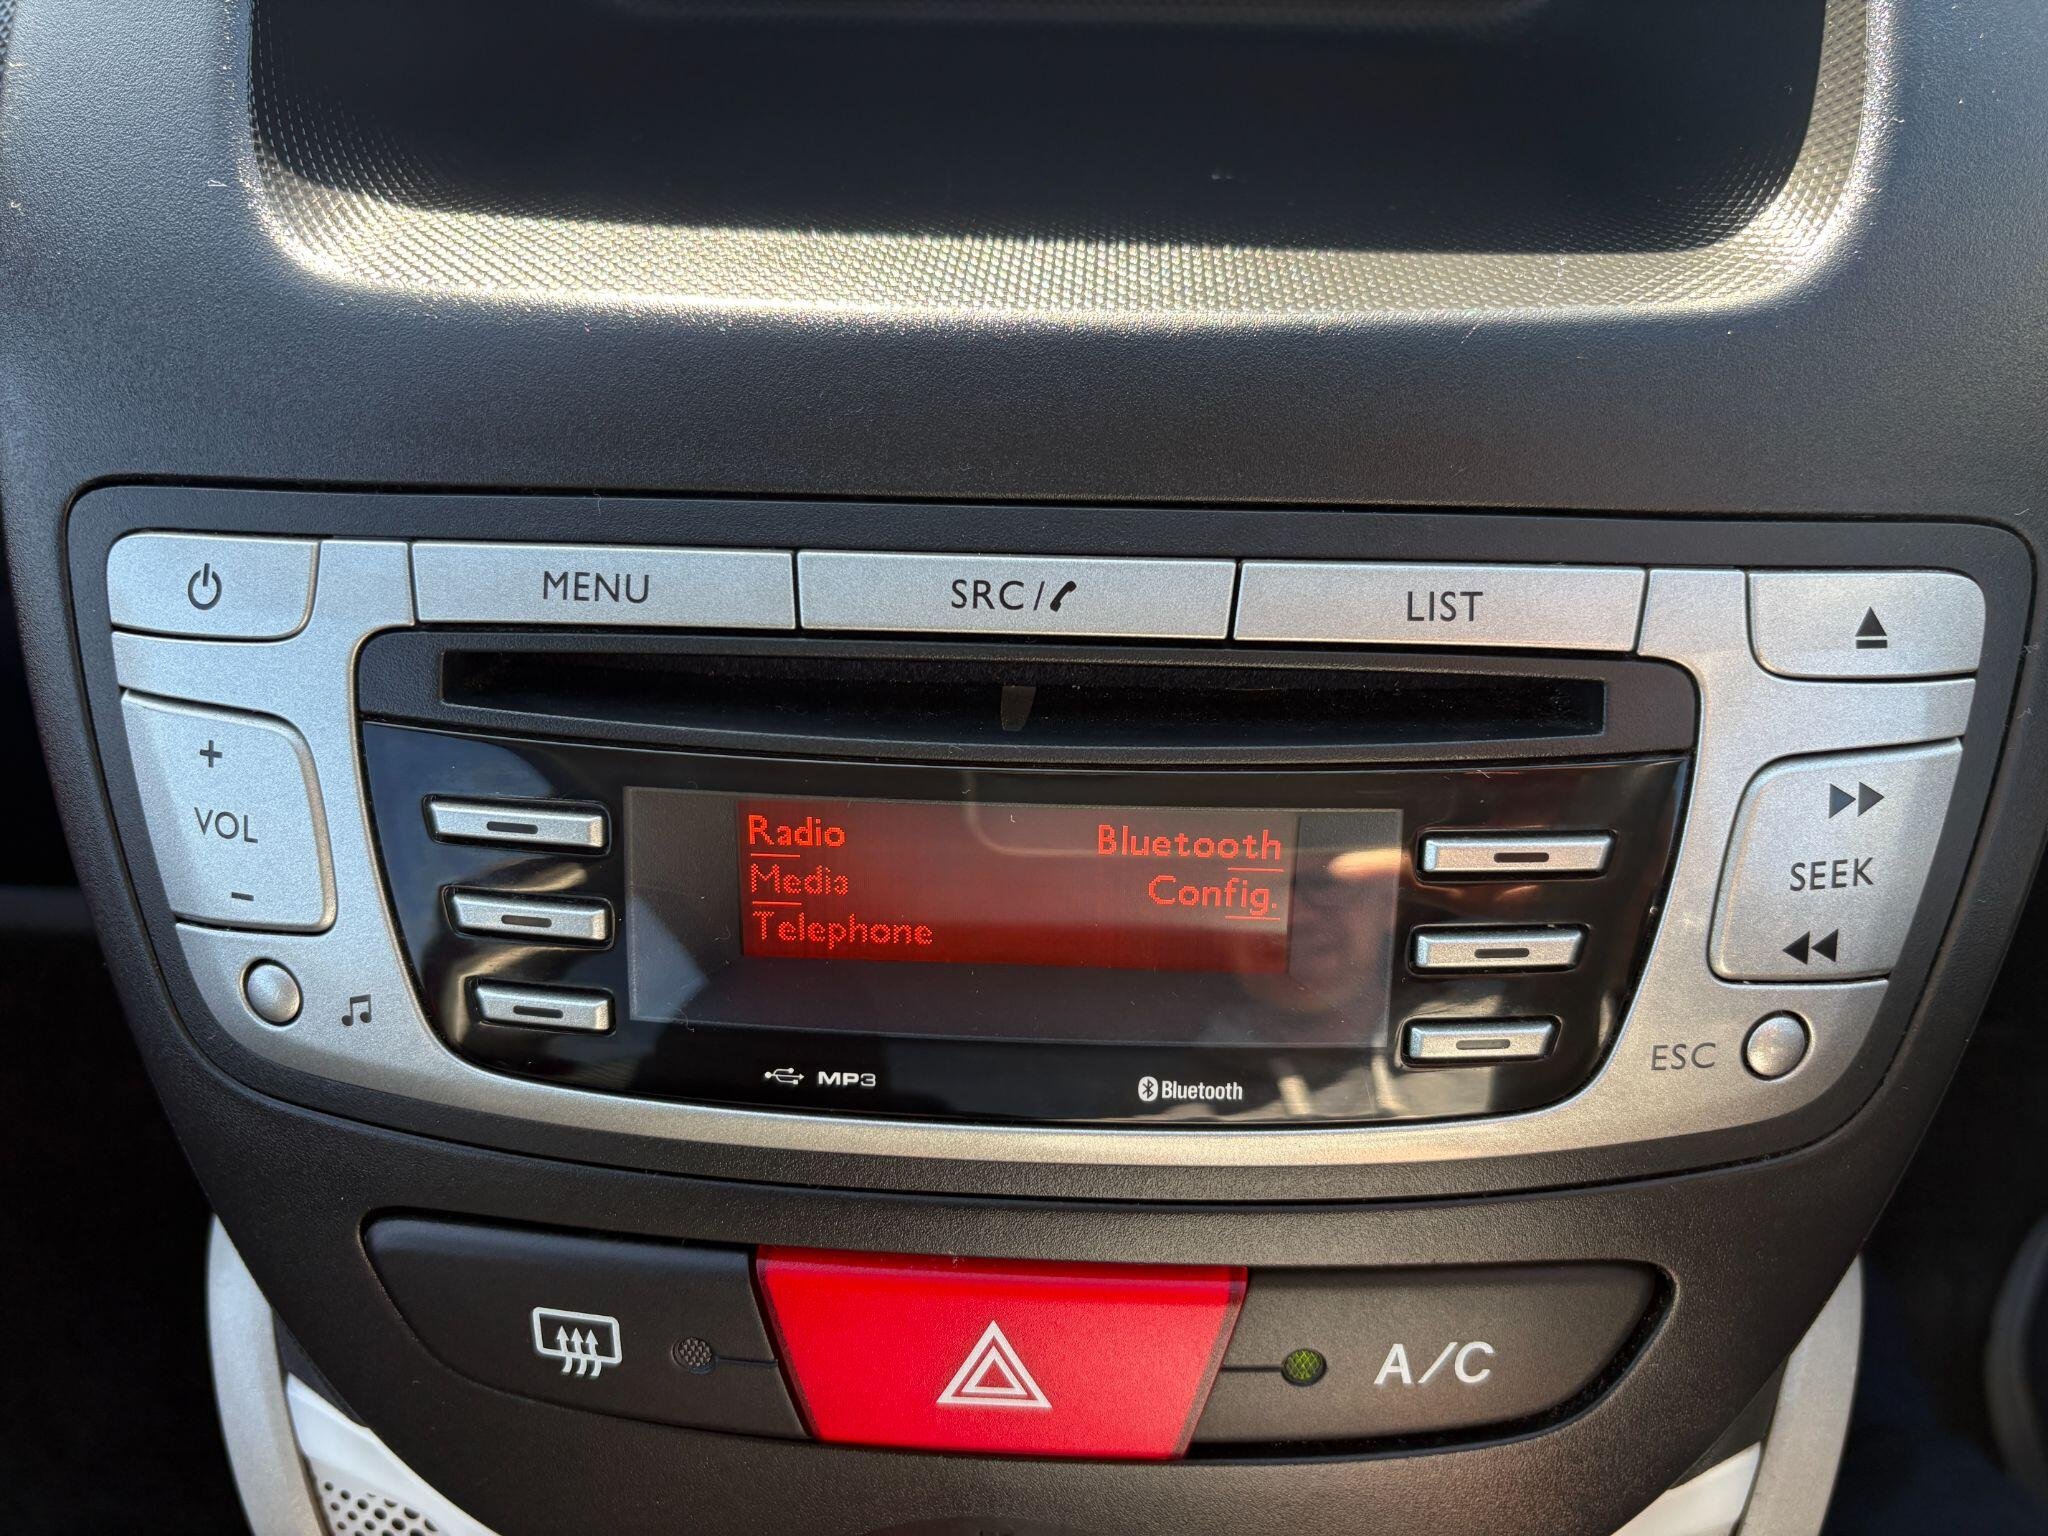 MENU
SRC/
LIST
+
VOL
-
SEEK
Radio
Bluetooth
Media
Config.
Telephone
ESC
MP3
Bluetooth
A/C